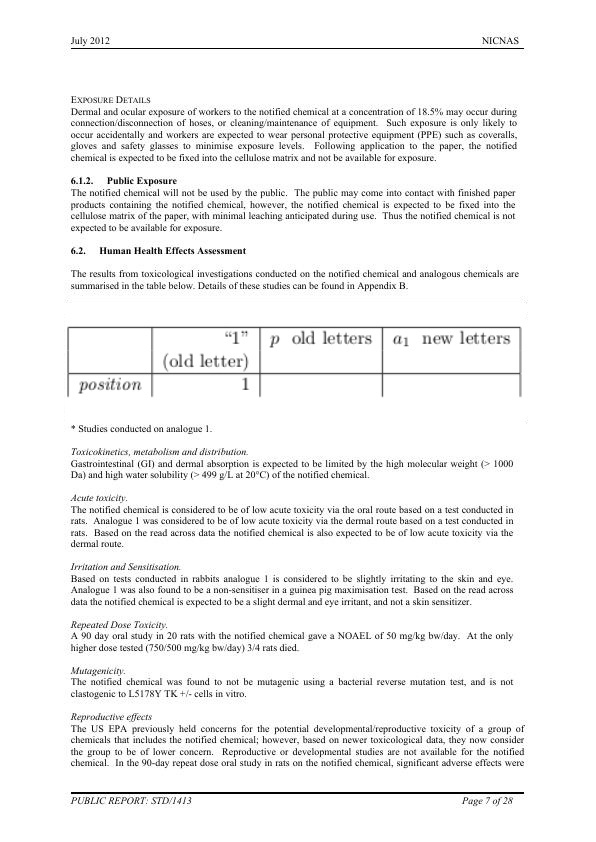 July 2012 NICNAS
EXPOSURE DETAILS
Dermal and ocular exposure of workers to the notified chemical at a concentration of 18.5% may occur during
connection/disconnection of hoses, or cleaning/maintenance of equipment. Such exposure is only likely to
occur accidentally and workers are expected to wear personal protective equipment (PPE) such as coveralls,
gloves and safety glasses to minimise exposure levels. Following application to the paper, the notified
chemical is expected to be fixed into the cellulose matrix and not be available for exposure.
6.1.2. Public Exposure
The notified chemical will not be used by the public. The public may come into contact with finished paper
products containing the notified chemical, however, the notified chemical is expected to be fixed into the
cellulose matrix of the paper, with minimal leaching anticipated during use. Thus the notified chemical is not
expected to be available for exposure.
6.2. Human Health Effects Assessment
The results from toxicological investigations conducted on the notified chemical and analogous chemicals are
summarised in the table below. Details of these studies can be found in Appendix B.
“1” p old letters a₁ new letters
(old letter)
position 1
* Studies conducted on analogue 1.
Toxicokinetics, metabolism and distribution.
Gastrointestinal (GI) and dermal absorption is expected to be limited by the high molecular weight (> 1000
Da) and high water solubility (> 499 g/L at 20°C) of the notified chemical.
Acute toxicity.
The notified chemical is considered to be of low acute toxicity via the oral route based on a test conducted in
rats. Analogue 1 was considered to be of low acute toxicity via the dermal route based on a test conducted in
rats. Based on the read across data the notified chemical is also expected to be of low acute toxicity via the
dermal route.
Irritation and Sensitisation.
Based on tests conducted in rabbits analogue 1 is considered to be slightly irritating to the skin and eye.
Analogue 1 was also found to be a non-sensitiser in a guinea pig maximisation test. Based on the read across
data the notified chemical is expected to be a slight dermal and eye irritant, and not a skin sensitizer.
Repeated Dose Toxicity.
A 90 day oral study in 20 rats with the notified chemical gave a NOAEL of 50 mg/kg bw/day. At the only
higher dose tested (750/500 mg/kg bw/day) 3/4 rats died.
Mutagenicity.
The notified chemical was found to not be mutagenic using a bacterial reverse mutation test, and is not
clastogenic to L5178Y TK +/- cells in vitro.
Reproductive effects
The US EPA previously held concerns for the potential developmental/reproductive toxicity of a group of
chemicals that includes the notified chemical; however, based on newer toxicological data, they now consider
the group to be of lower concern. Reproductive or developmental studies are not available for the notified
chemical. In the 90-day repeat dose oral study in rats on the notified chemical, significant adverse effects were
PUBLIC REPORT: STD/1413 Page 7 of 28